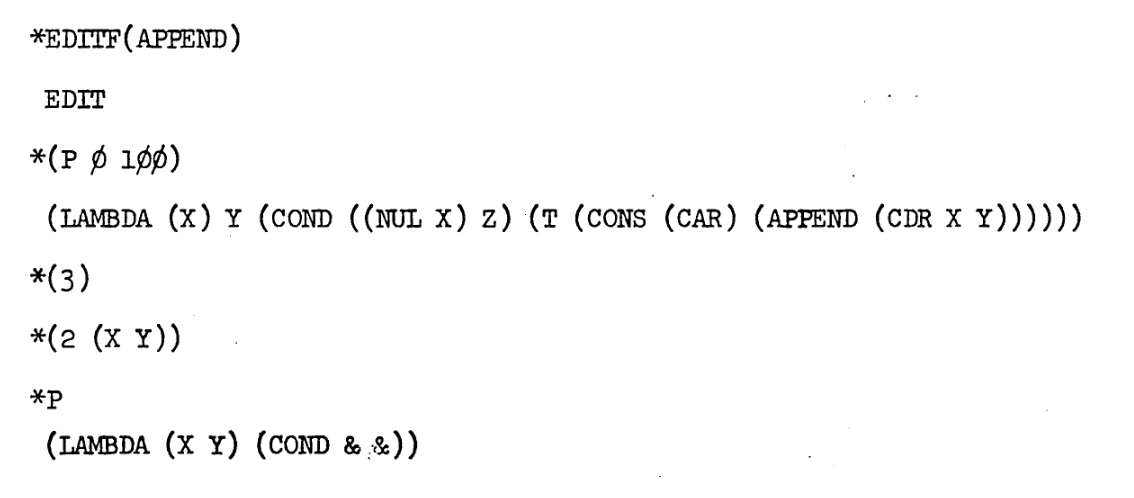 *EDITF(APPEND)
EDIT
*(P Ø 1ØØ)
(LAMBDA (X) Y (COND ((NUL X) Z) (T (CONS (CAR) (APPEND (CDR X Y))))))
*(3)
*(2 (X Y))
*P
(LAMBDA (X Y) (COND & &))